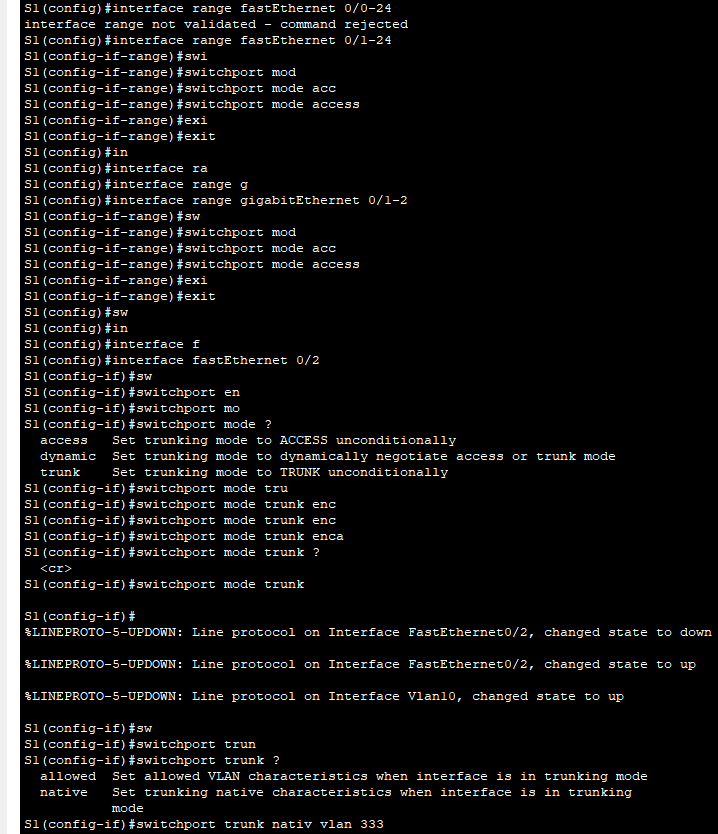 S1(config)#interface range fastEthernet 0/0-24
interface range not validated - command rejected
S1(config)#interface range fastEthernet 0/1-24
S1(config-if-range)#swi
S1(config-if-range)#switchport mod
S1(config-if-range)#switchport mode acc
S1(config-if-range)#switchport mode access
S1(config-if-range)#exi
S1(config-if-range)#exit
S1(config)#in
S1(config)#interface ra
S1(config)#interface range g
S1(config)#interface range gigabitEthernet 0/1-2
S1(config-if-range)#sw
S1(config-if-range)#switchport mod
S1(config-if-range)#switchport mode acc
S1(config-if-range)#switchport mode access
S1(config-if-range)#exi
S1(config-if-range)#exit
S1(config)#sw
S1(config)#in
S1(config)#interface f
S1(config)#interface fastEthernet 0/2
S1(config-if)#sw
S1(config-if)#switchport en
S1(config-if)#switchport mo
S1(config-if)#switchport mode ?
access Set trunking mode to ACCESS unconditionally
dynamic Set trunking mode to dynamically negotiate access or trunk mode
trunk Set trunking mode to TRUNK unconditionally
S1(config-if)#switchport mode tru
S1(config-if)#switchport mode trunk enc
S1(config-if)#switchport mode trunk enc
S1(config-if)#switchport mode trunk enca
S1(config-if)#switchport mode trunk ?
<cr>
S1(config-if)#switchport mode trunk
S1(config-if)#
%LINEPROTO-5-UPDOWN: Line protocol on Interface FastEthernet0/2, changed state to down
%LINEPROTO-5-UPDOWN: Line protocol on Interface FastEthernet0/2, changed state to up
%LINEPROTO-5-UPDOWN: Line protocol on Interface Vlan10, changed state to up
S1(config-if)#sw
S1(config-if)#switchport trun
S1(config-if)#switchport trunk ?
allowed Set allowed VLAN characteristics when interface is in trunking mode
native Set trunking native characteristics when interface is in trunking
mode
S1(config-if)#switchport trunk nativ vlan 333